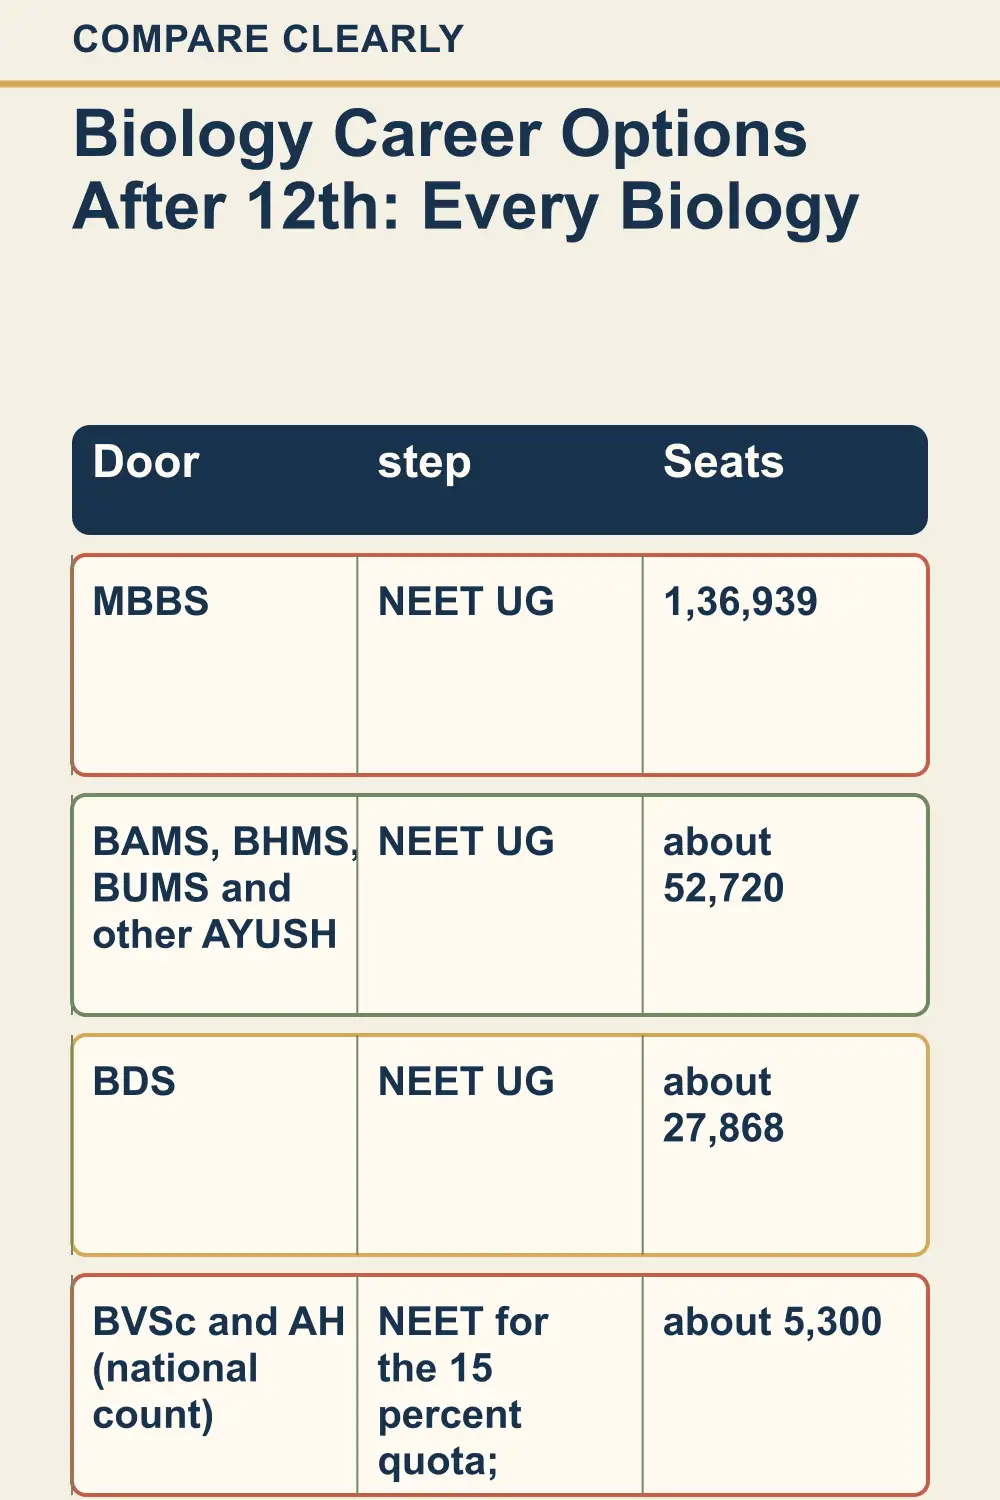 COMPARE CLEARLY
Biology Career Options
After 12th: Every Biology
Door step Seats
MBBS NEET UG 1,36,939
BAMS, BHMS, NEET UG about
BUMS and 52,720
other AYUSH
BDS NEET UG about
27,868
BVSc and AH NEET for about 5,300
(national the 15
count) percent
quota;